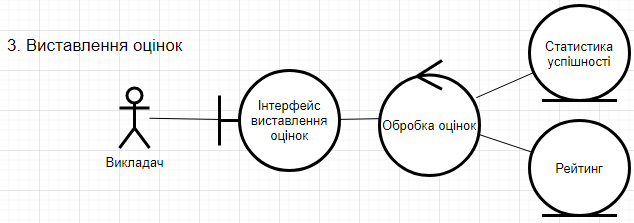 3. Виставлення оцінок
Статистика
успішності
Інтерфейс
виставлення
оцінок
Обробка оцінок
Викладач
Рейтинг